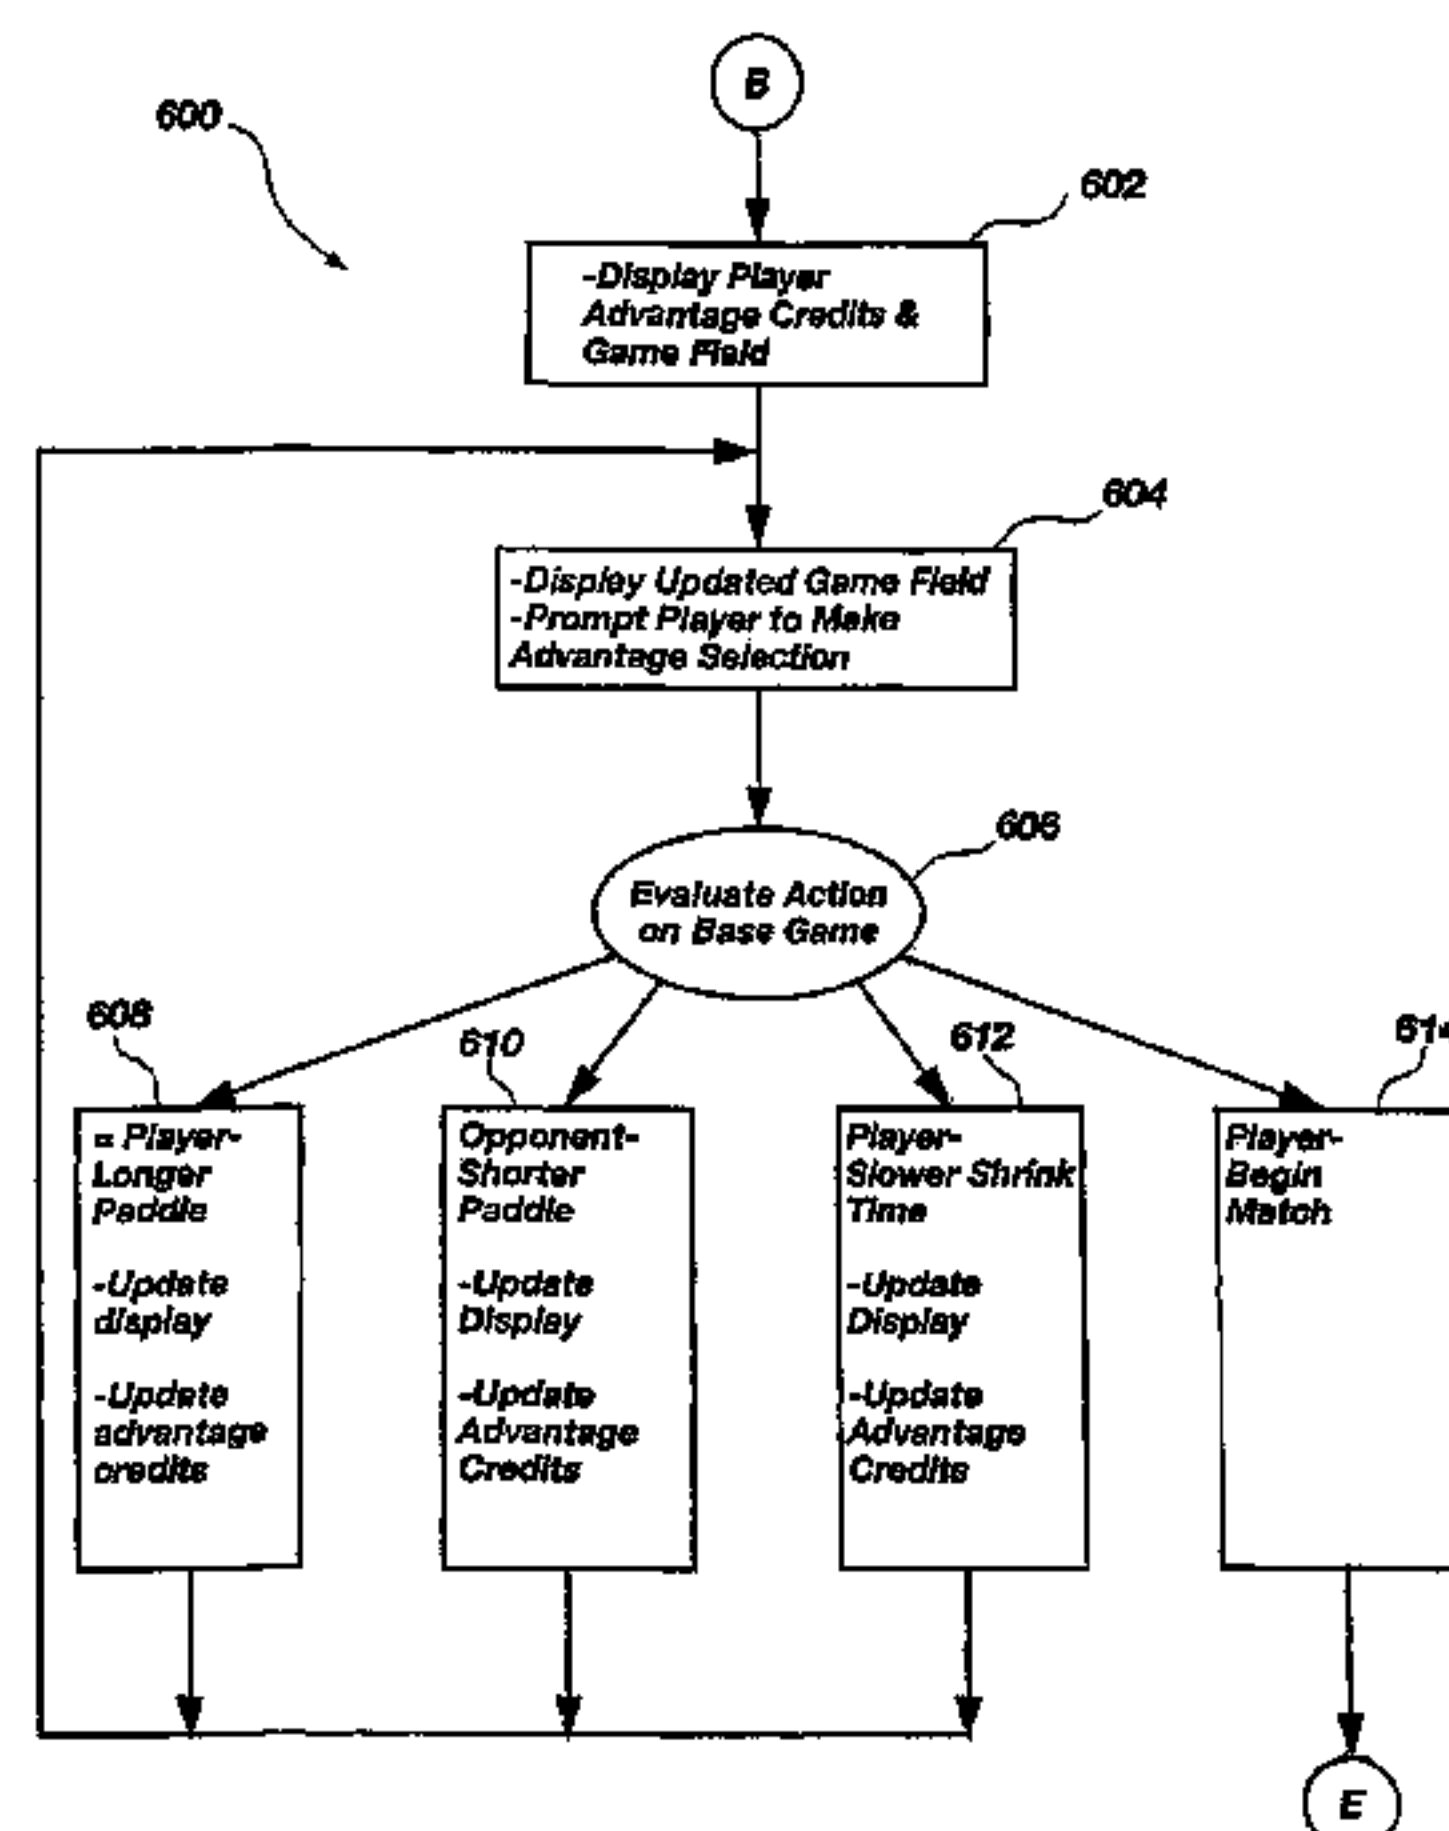 B
600
602
-Display Player
Advantage Credits &
Game Field
604
-Display Updated Game Field
-Prompt Player to Make
Advantage Selection
606
Evaluate Action
on Base Game
608
610
612
614
= Player-
Longer
Paddle
-Update
display
-Update
advantage
credits
Opponent-
Shorter
Paddle
-Update
Display
-Update
Advantage
Credits
Player-
Slower Shrink
Time
-Update
Display
-Update
Advantage
Credits
Player-
Begin
Match
E